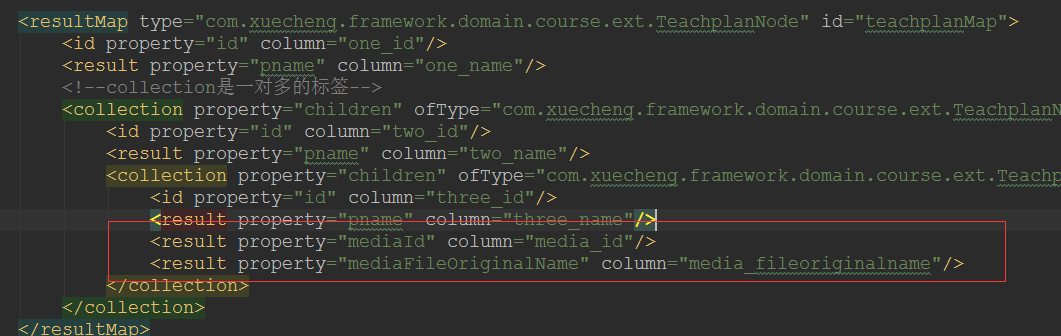 <resultMap type="com.xuecheng.framework.domain.course.ext.TeachplanNode" id="teachplanMap">
<id property="id" column="one_id"/>
<result property="pname" column="one_name"/>
<!--collection是一对多的标签-->
<collection property="children" ofType="com.xuecheng.framework.domain.course.ext.TeachplanN
<id property="id" column="two_id"/>
<result property="pname" column="two_name"/>
<collection property="children" ofType="com.xuecheng.framework.domain.course.ext.Teachp
<id property="id" column="three_id"/>
<result property="pname" column="three_name"/>
<result property="mediaId" column="media_id"/>
<result property="mediaFileOriginalName" column="media_fileoriginalname"/>
</collection>
</collection>
</resultMap>